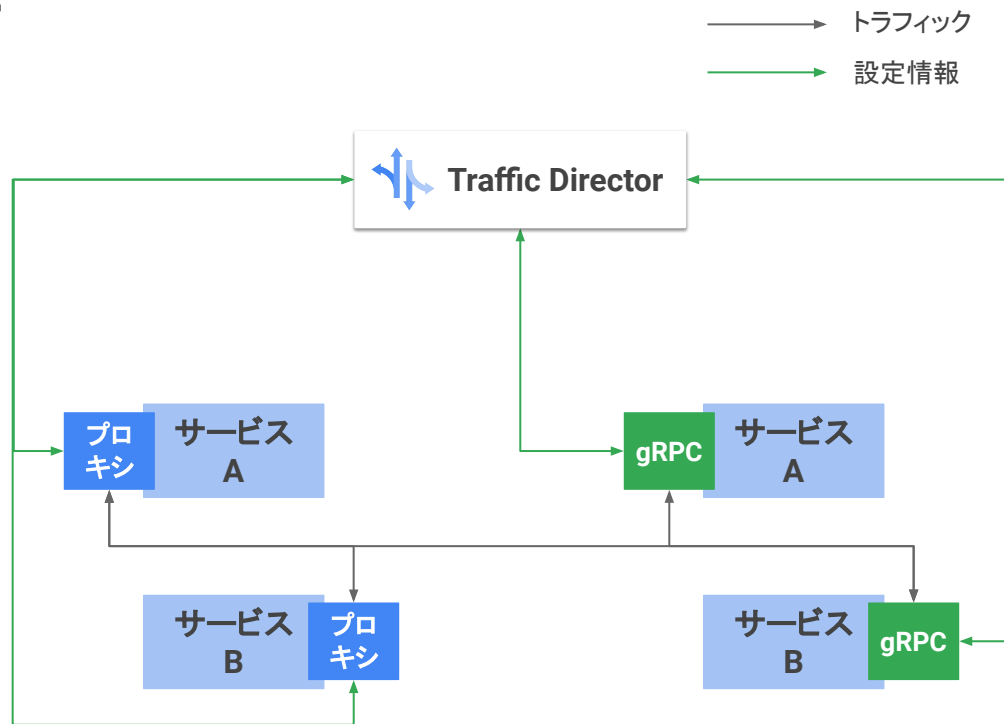 トラフィック
設定情報
Traffic Director
プロ
キシ
サービス
A
gRPC
サービス
A
サービス
B
プロ
キシ
サービス
B
gRPC